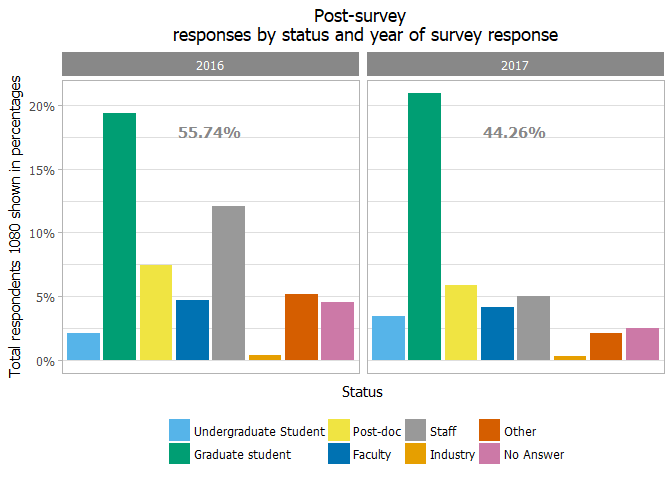 Post-survey
responses by status and year of survey response
2016
2017
Total respondents 1080 shown in percentages
20%
15%
10%
5%
0%
55.74%
44.26%
Status
Undergraduate Student
Post-doc
Staff
Other
Graduate student
Faculty
Industry
No Answer